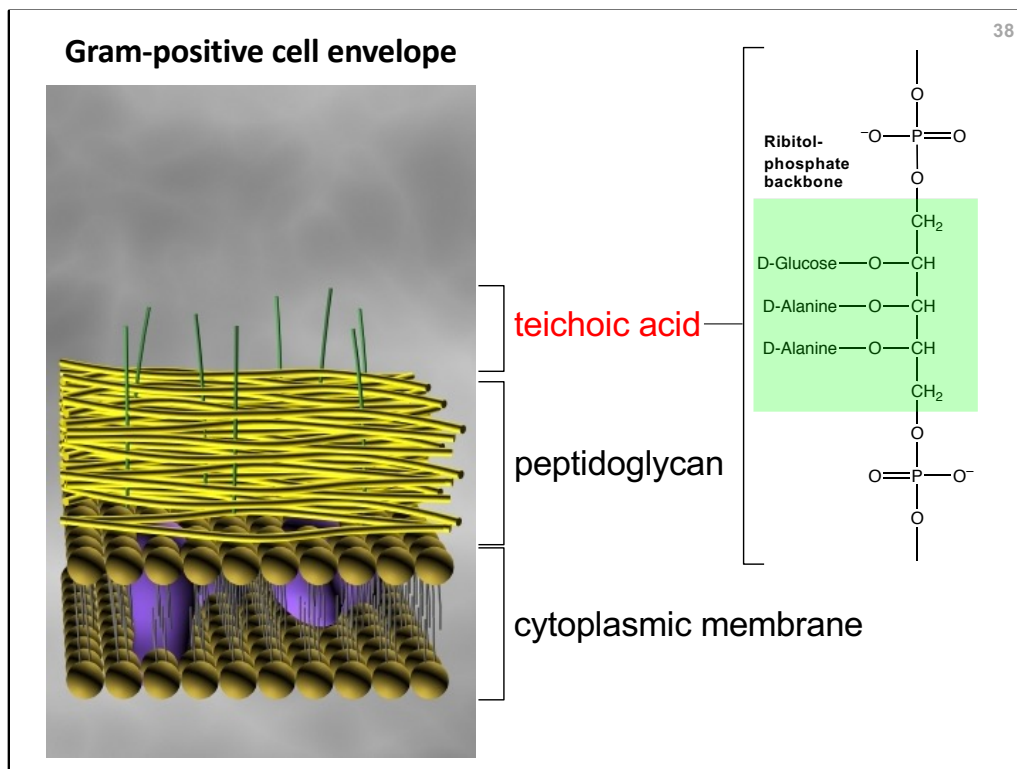 38
Gram-positive cell envelope
teichoic acid
peptidoglycan
cytoplasmic membrane
Ribitol-
phosphate
backbone
O
⁻O—P=O
O
CH₂
D-Glucose—O—CH
D-Alanine—O—CH
D-Alanine—O—CH
CH₂
O
O=P—O⁻
O